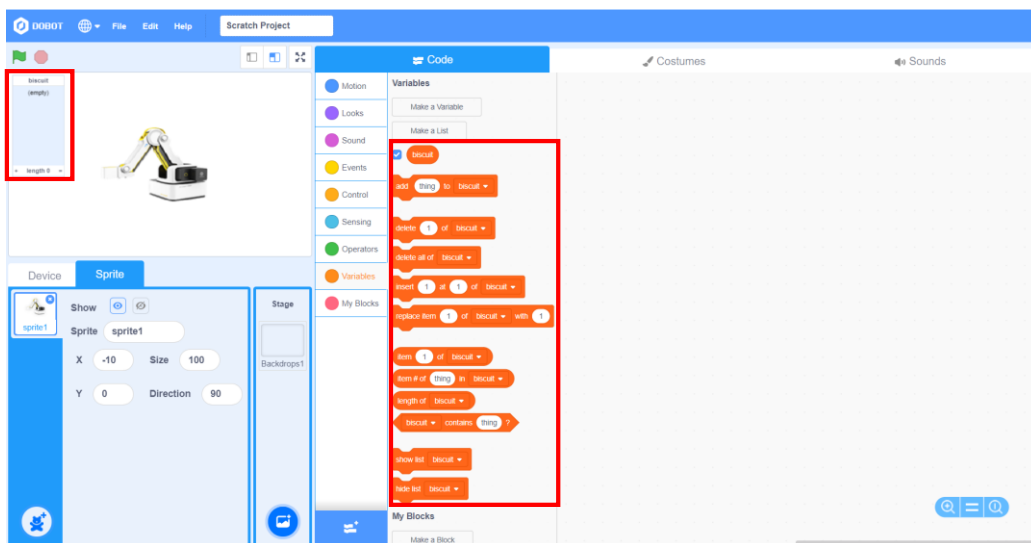 DOBOT File Edit Help Scratch Project
biscuit
(empty)
+ length 0 =
Device Sprite
sprite1
Show
Sprite sprite1
X -10 Size 100
Y 0 Direction 90
Stage
Backdrops1
Code Costumes Sounds
Motion
Looks
Sound
Events
Control
Sensing
Operators
Variables
My Blocks
Variables
Make a Variable
Make a List
biscuit
add thing to biscuit
delete 1 of biscuit
delete all of biscuit
insert 1 at 1 of biscuit
replace item 1 of biscuit with 1
item 1 of biscuit
item # of thing in biscuit
length of biscuit
biscuit contains thing ?
show list biscuit
hide list biscuit
My Blocks
Make a Block